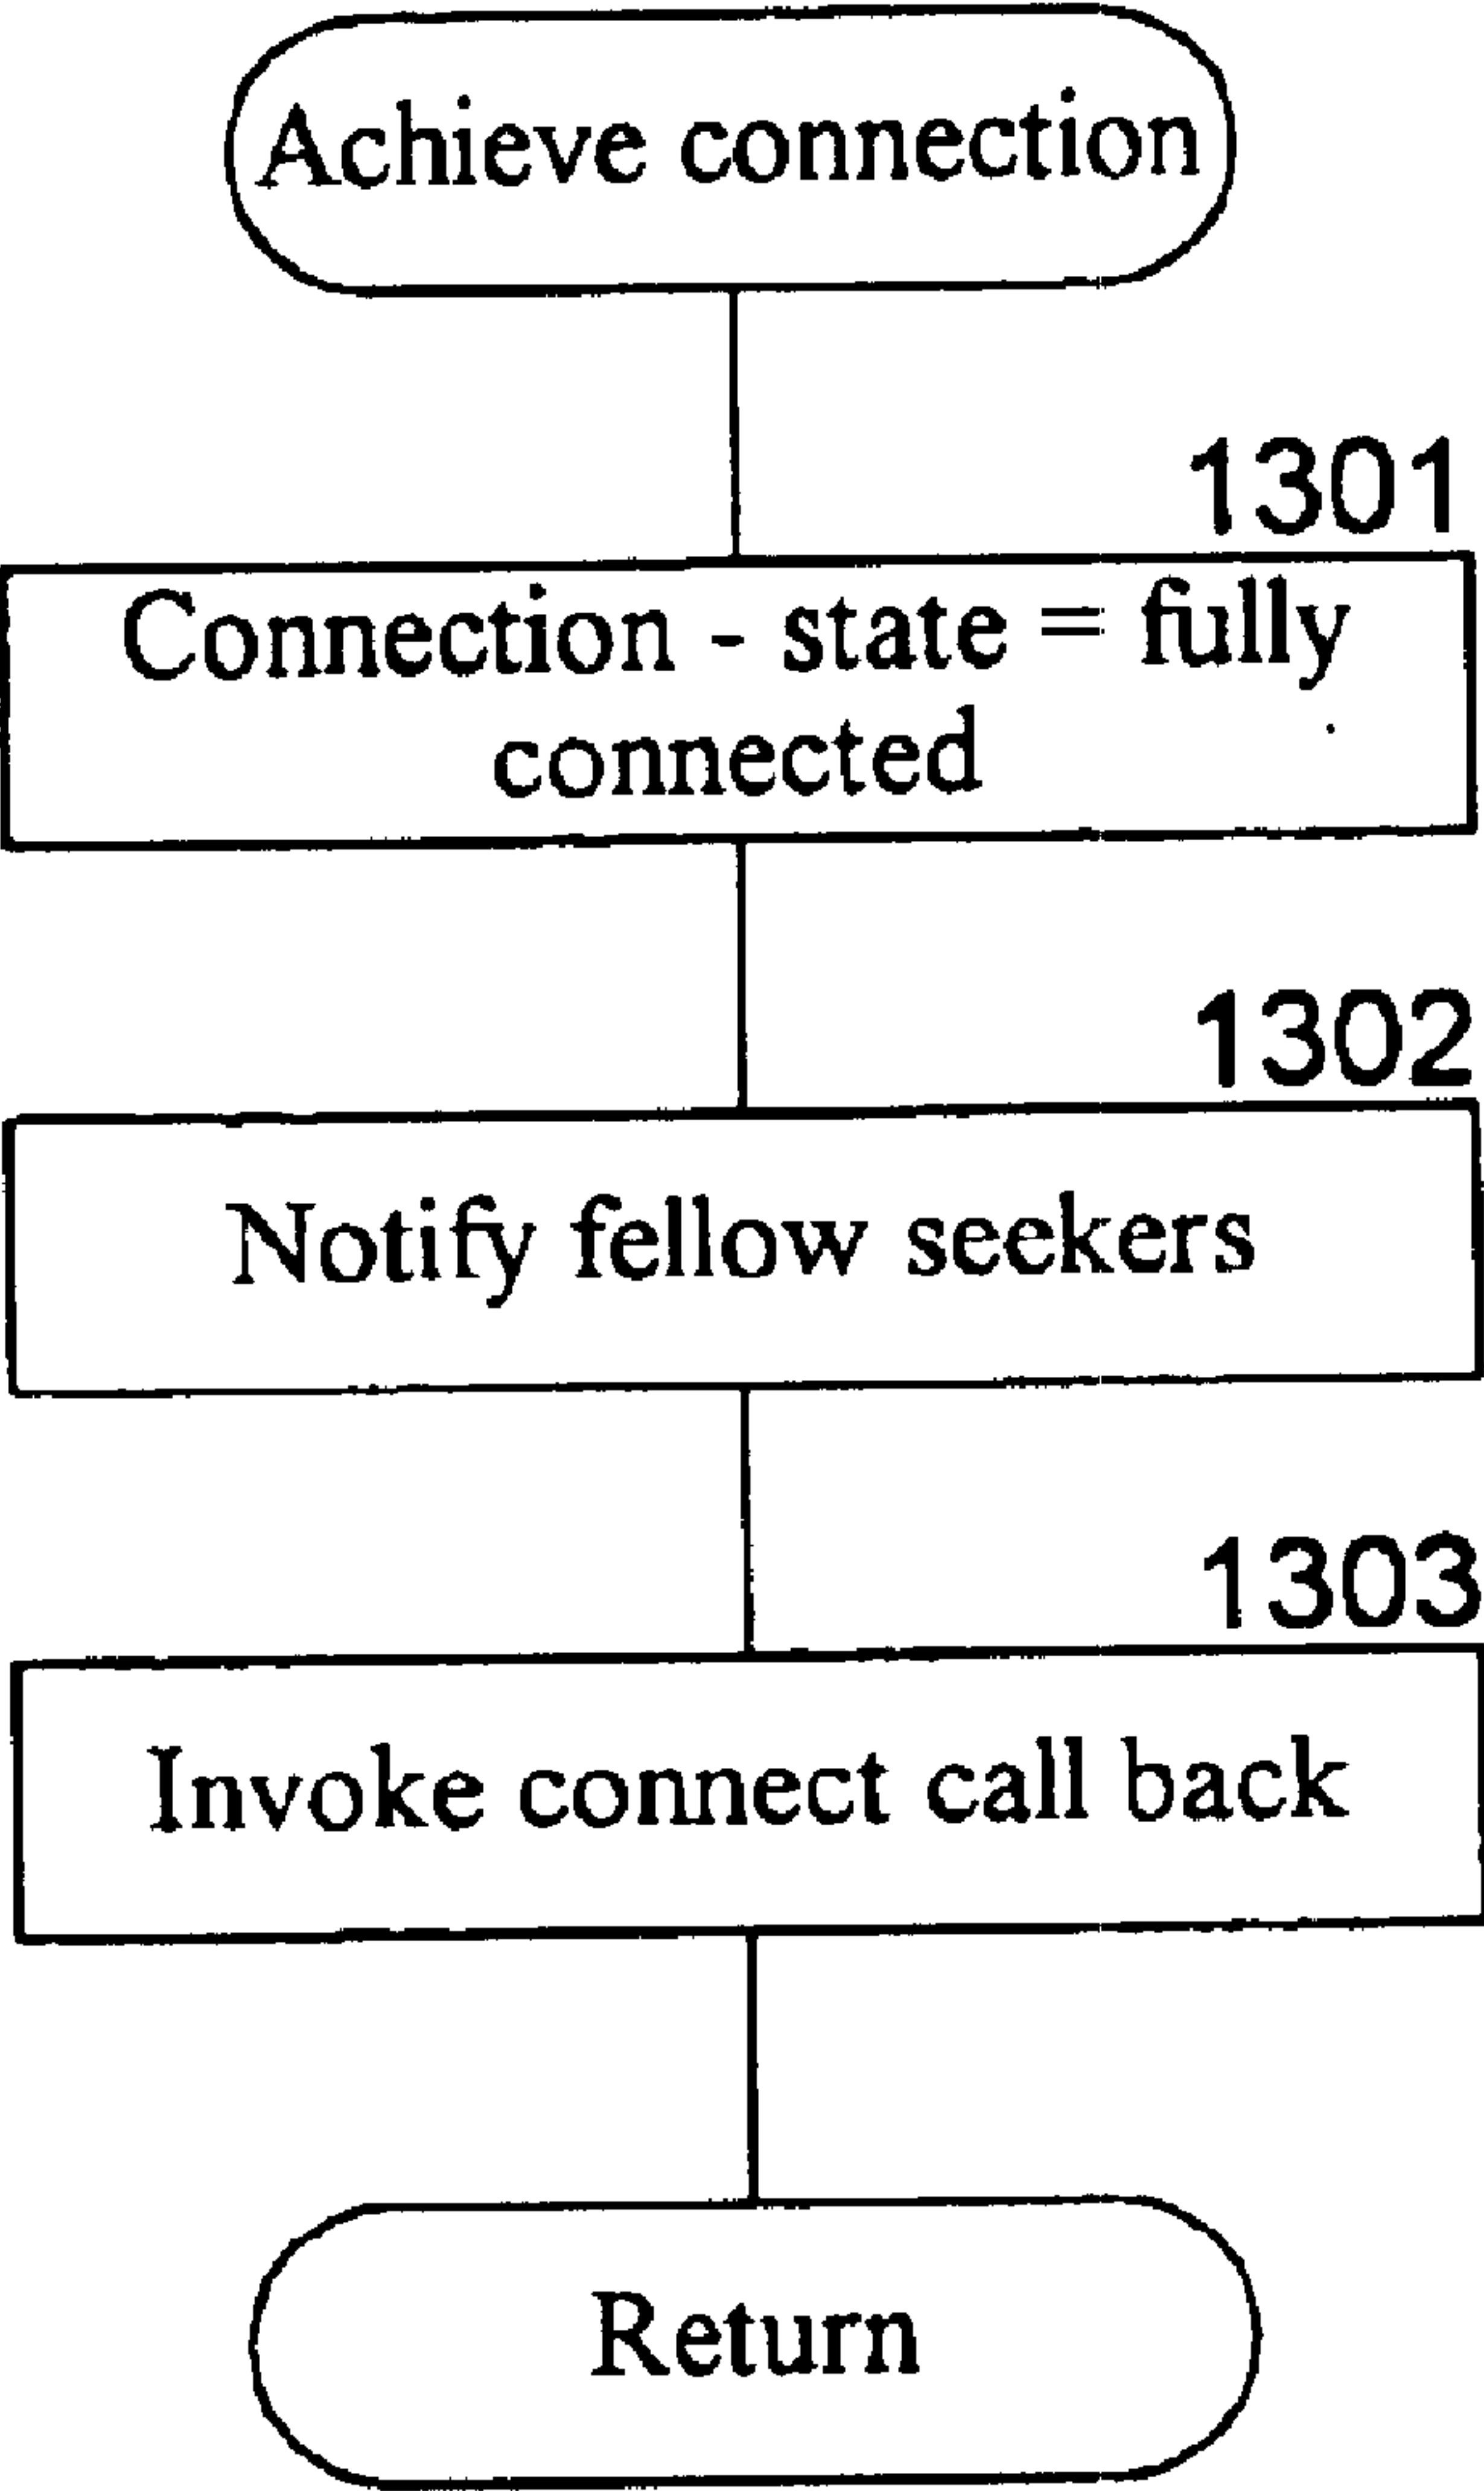 Achieve connection
1301
Connection - state = fully
connected
1302
Notify fellow seekers
1303
Invoke connect call back
Return